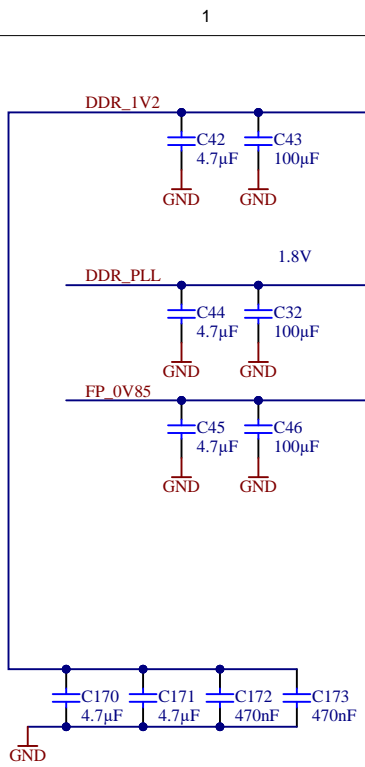 1
DDR_1V2
C42 C43
4.7µF 100µF
GND GND
1.8V
DDR_PLL
C44 C32
4.7µF 100µF
GND GND
FP_0V85
C45 C46
4.7µF 100µF
GND GND
C170 C171 C172 C173
4.7µF 4.7µF 470nF 470nF
GND